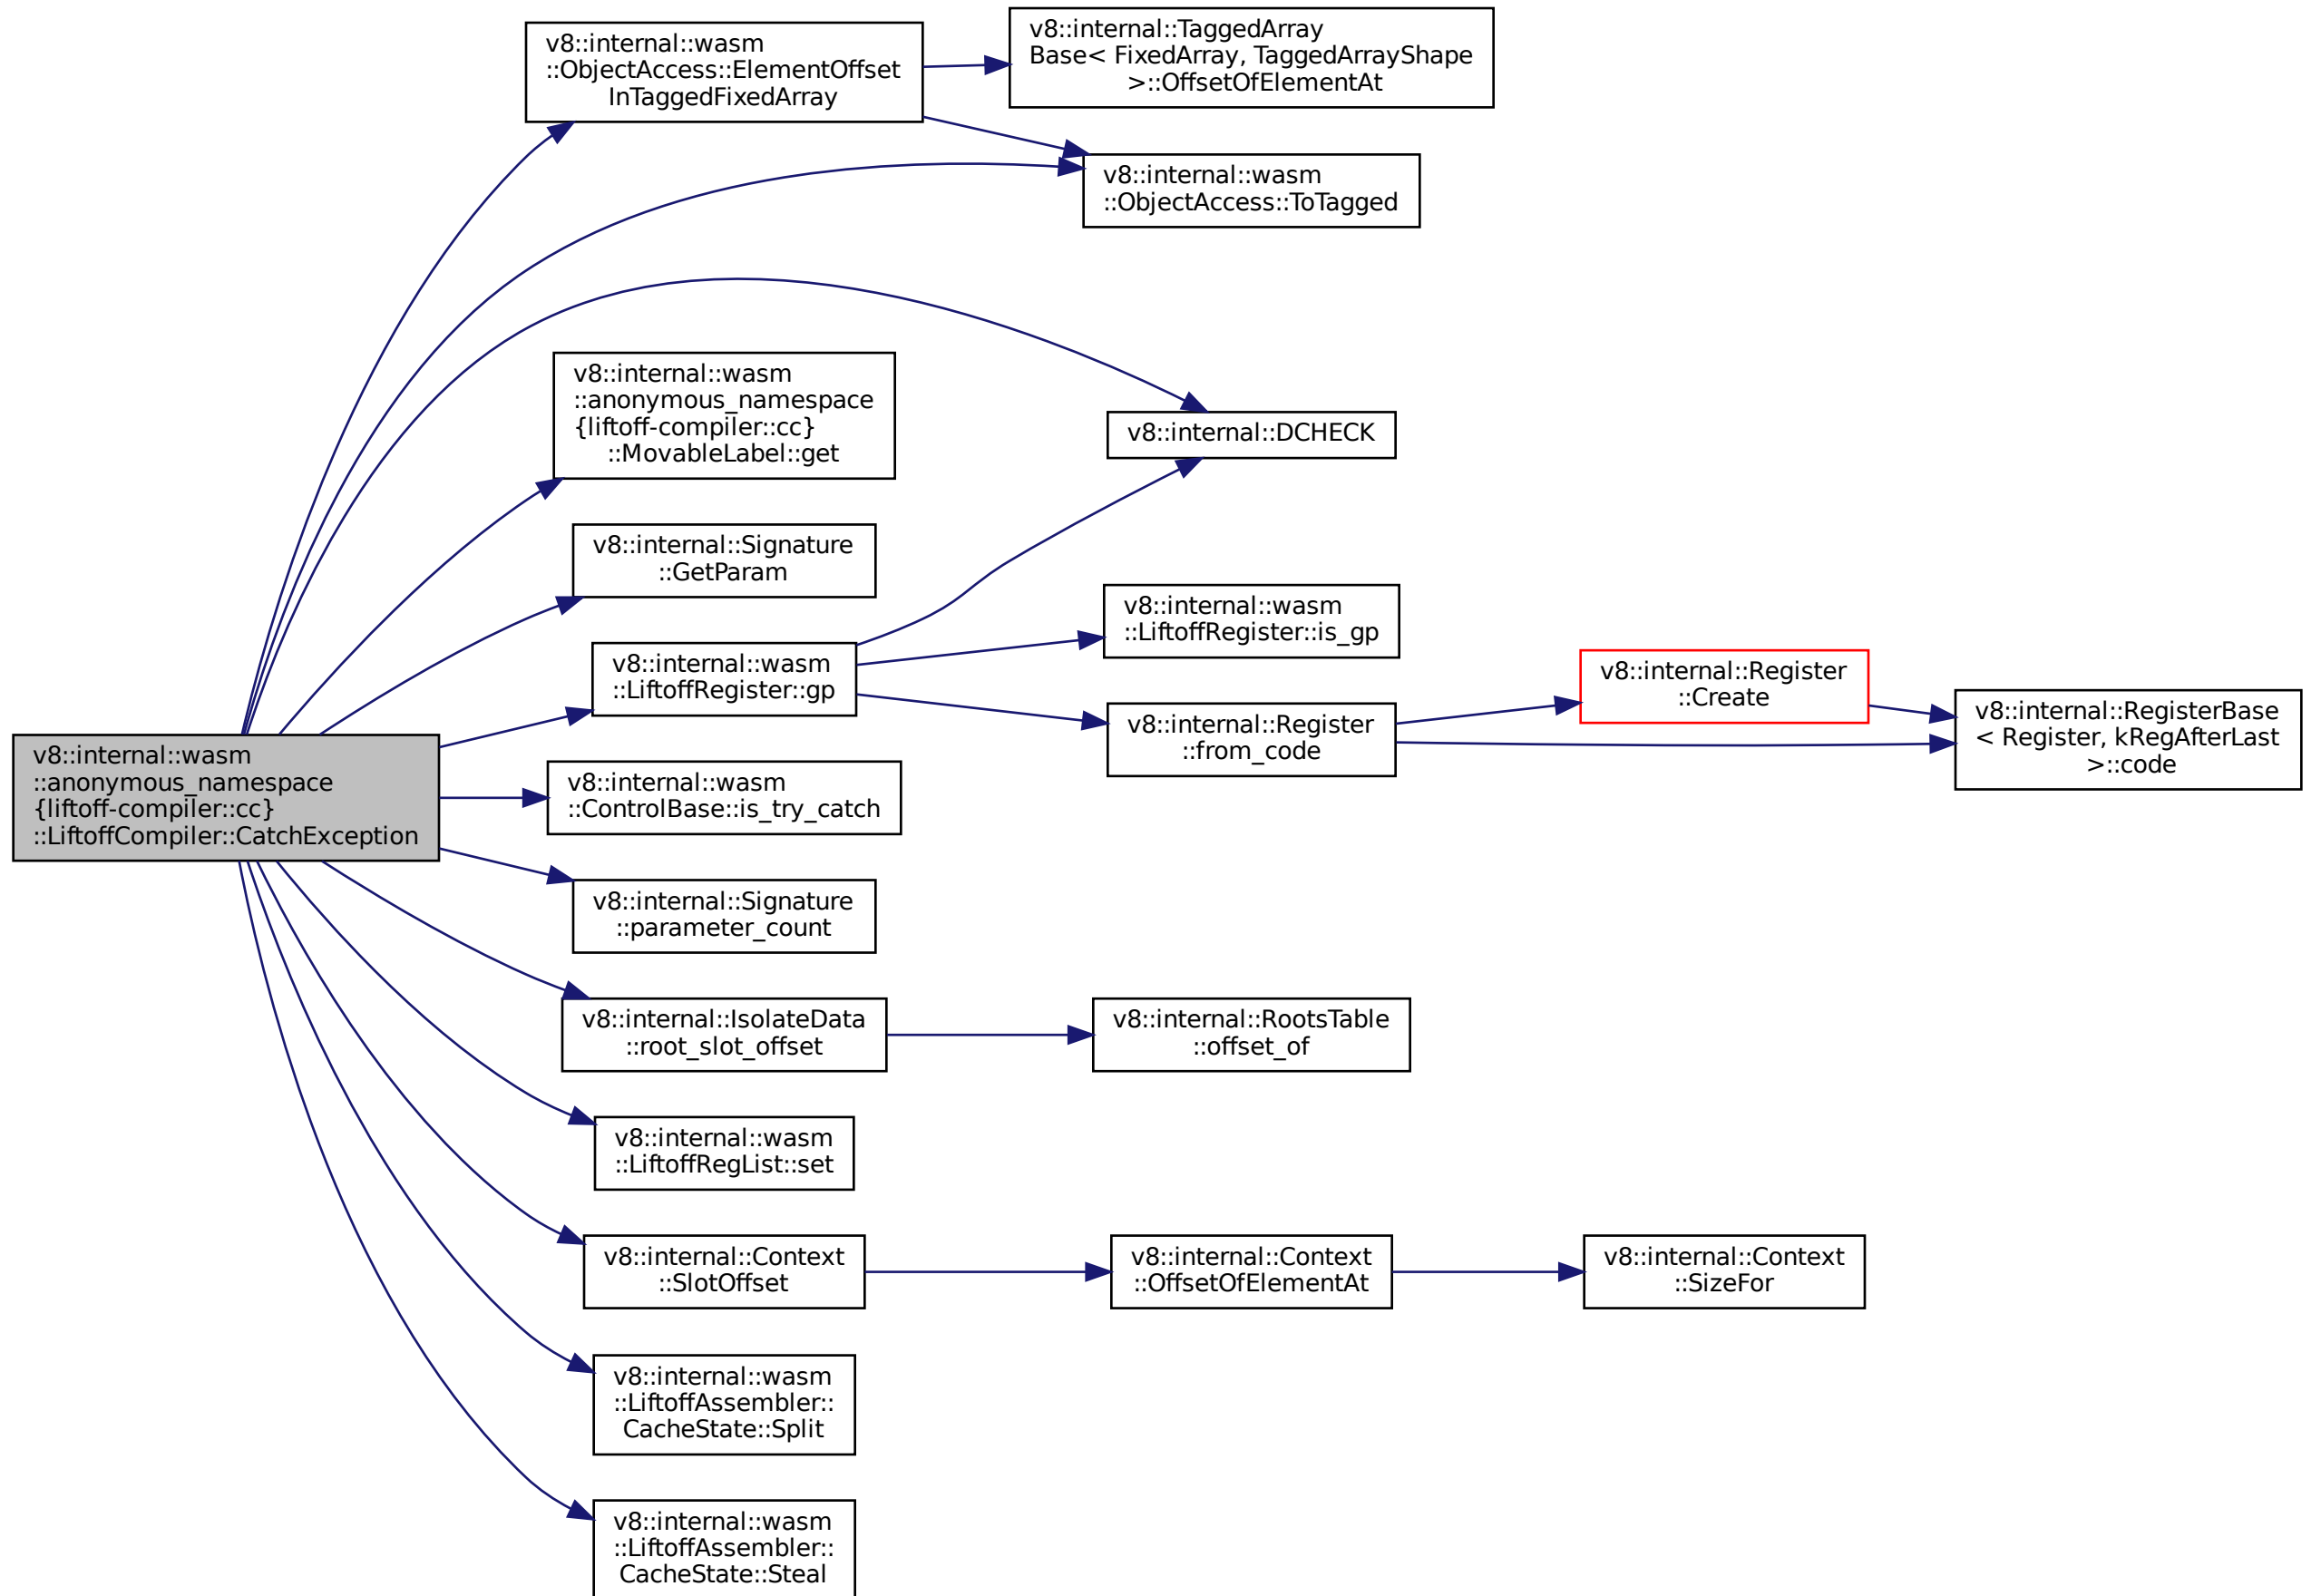 v8::internal::wasm
::ObjectAccess::ElementOffset
InTaggedFixedArray
v8::internal::TaggedArray
Base< FixedArray, TaggedArrayShape
>::OffsetOfElementAt
v8::internal::wasm
::ObjectAccess::ToTagged
v8::internal::wasm
::anonymous_namespace
{liftoff-compiler::cc}
::MovableLabel::get
v8::internal::DCHECK
v8::internal::Signature
::GetParam
v8::internal::wasm
::LiftoffRegister::is_gp
v8::internal::wasm
::LiftoffRegister::gp
v8::internal::Register
::Create
v8::internal::Register
::from_code
v8::internal::RegisterBase
< Register, kRegAfterLast
>::code
v8::internal::wasm
::anonymous_namespace
{liftoff-compiler::cc}
::LiftoffCompiler::CatchException
v8::internal::wasm
::ControlBase::is_try_catch
v8::internal::Signature
::parameter_count
v8::internal::IsolateData
::root_slot_offset
v8::internal::RootsTable
::offset_of
v8::internal::wasm
::LiftoffRegList::set
v8::internal::Context
::SlotOffset
v8::internal::Context
::OffsetOfElementAt
v8::internal::Context
::SizeFor
v8::internal::wasm
::LiftoffAssembler::
CacheState::Split
v8::internal::wasm
::LiftoffAssembler::
CacheState::Steal